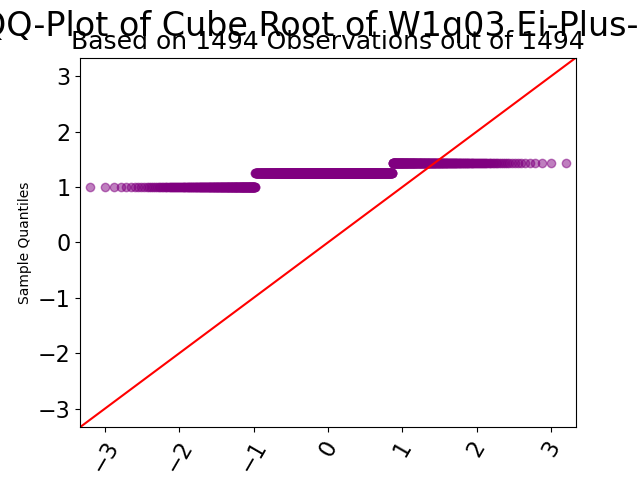 QQ-Plot of Cube Root of W1q03.Ei-Plus-
Based on 1494 Observations out of 1494
3
2
1
0
−1
−2
−3
Sample Quantiles
−3 −2 −1 0 1 2 3